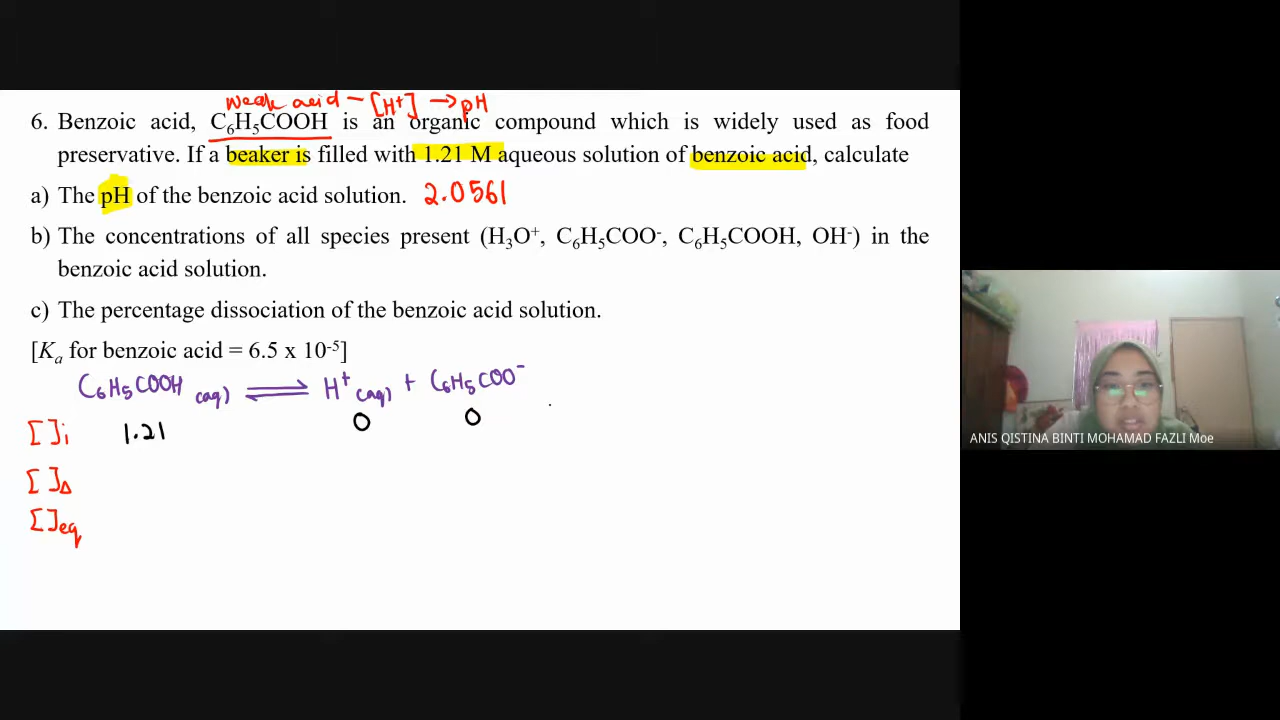 weak acid – [H⁺] → pH
6. Benzoic acid, C₆H₅COOH is an organic compound which is widely used as food
preservative. If a beaker is filled with 1.21 M aqueous solution of benzoic acid, calculate
a) The pH of the benzoic acid solution. 2.0561
b) The concentrations of all species present (H₃O⁺, C₆H₅COO⁻, C₆H₅COOH, OH⁻) in the
benzoic acid solution.
c) The percentage dissociation of the benzoic acid solution.
[Kₐ for benzoic acid = 6.5 x 10⁻⁵]
C₆H₅COOH (aq) ⇌ H⁺ (aq) + C₆H₅COO⁻
[ ]i 1.21 0 0
[ ]Δ
[ ]eq
ANIS QISTINA BINTI MOHAMAD FAZLI Moe